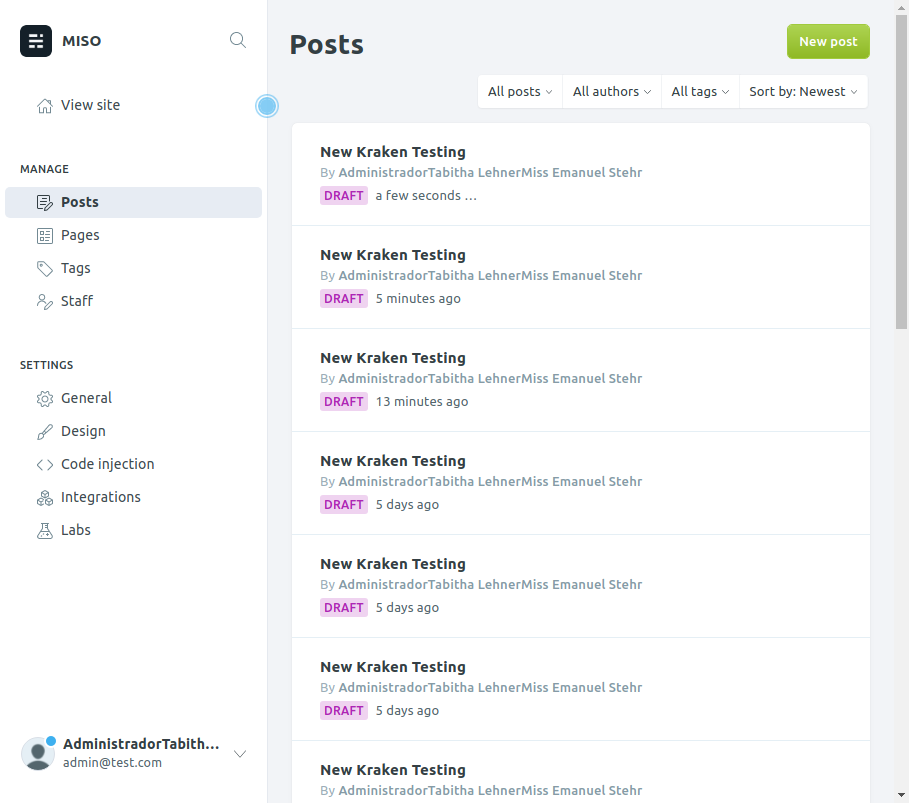 MISO
View site
MANAGE
Posts
Pages
Tags
Staff
SETTINGS
General
Design
Code injection
Integrations
Labs
AdministradorTabith...
admin@test.com
Posts
New post
All posts
All authors
All tags
Sort by: Newest
New Kraken Testing
By AdministradorTabitha LehnerMiss Emanuel Stehr
DRAFT a few seconds ...
New Kraken Testing
By AdministradorTabitha LehnerMiss Emanuel Stehr
DRAFT 5 minutes ago
New Kraken Testing
By AdministradorTabitha LehnerMiss Emanuel Stehr
DRAFT 13 minutes ago
New Kraken Testing
By AdministradorTabitha LehnerMiss Emanuel Stehr
DRAFT 5 days ago
New Kraken Testing
By AdministradorTabitha LehnerMiss Emanuel Stehr
DRAFT 5 days ago
New Kraken Testing
By AdministradorTabitha LehnerMiss Emanuel Stehr
DRAFT 5 days ago
New Kraken Testing
By AdministradorTabitha LehnerMiss Emanuel Stehr